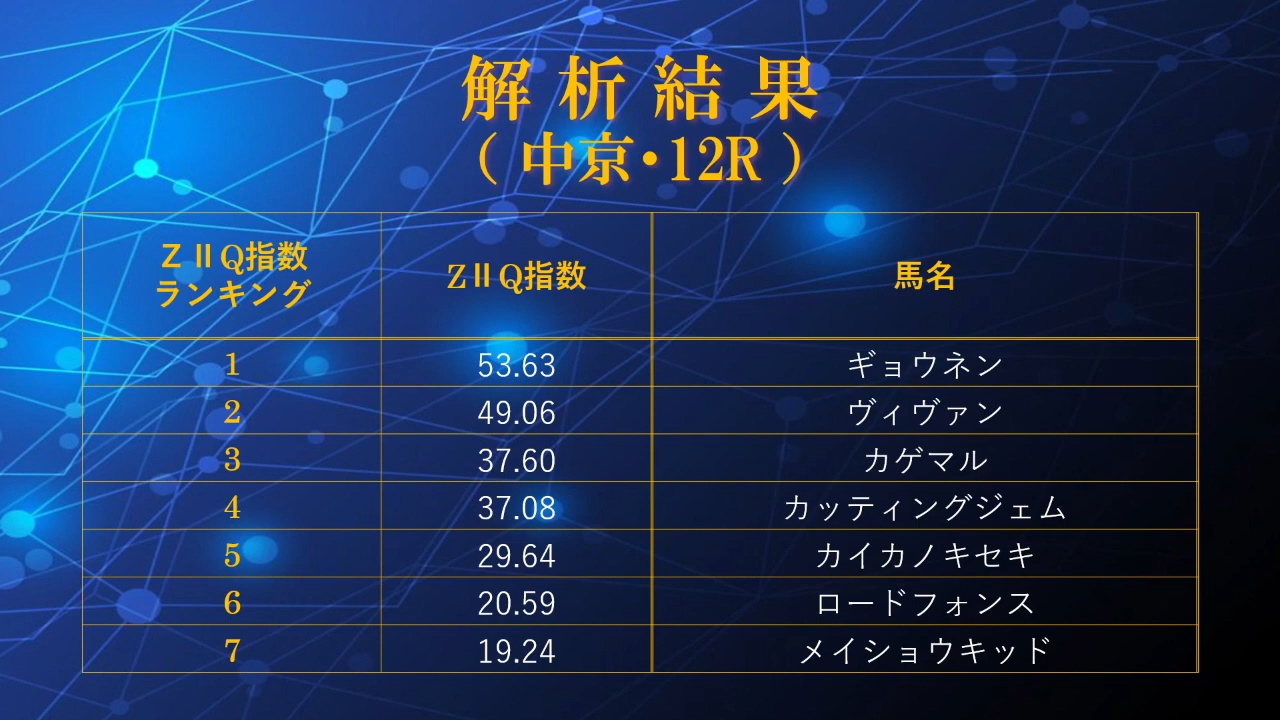 解析結果
(中京・12R)
ZⅡQ指数
ランキング
ZⅡQ指数
馬名
1 53.63 ギョウネン
2 49.06 ヴィヴァン
3 37.60 カゲマル
4 37.08 カッティングジェム
5 29.64 カイカノキセキ
6 20.59 ロードフォンス
7 19.24 メイショウキッド